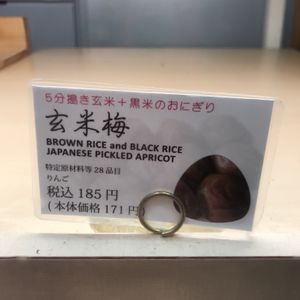 5分搗き玄米＋黒米のおにぎり
玄米梅
BROWN RICE and BLACK RICE
JAPANESE PICKLED APRICOT
特定原材料等28品目
りんご
税込 185円
(本体価格 171円)